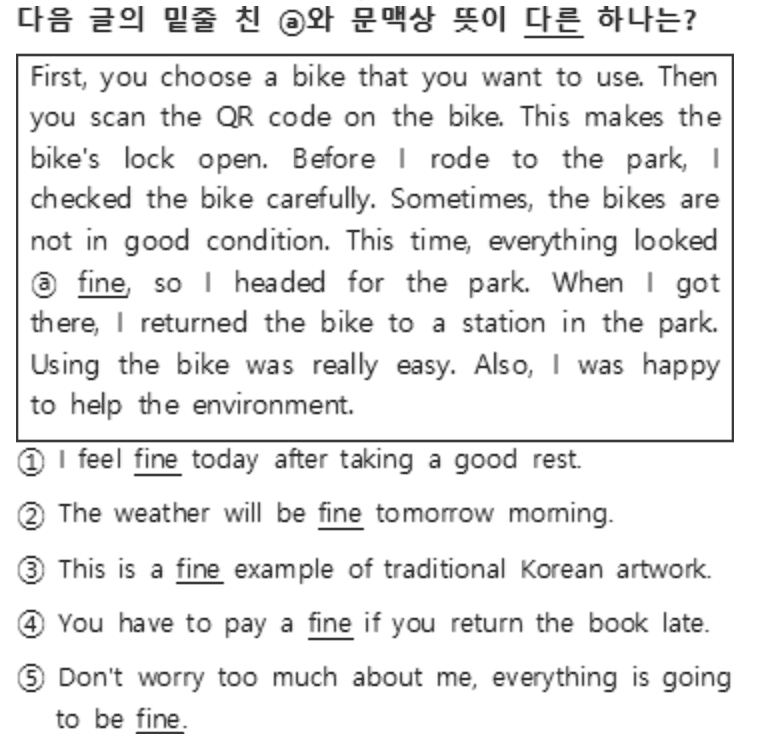 다음 글의 밑줄 친 ⓐ와 문맥상 뜻이 다른 하나는?
First, you choose a bike that you want to use. Then
you scan the QR code on the bike. This makes the
bike's lock open. Before I rode to the park, I
checked the bike carefully. Sometimes, the bikes are
not in good condition. This time, everything looked
ⓐ fine, so I headed for the park. When I got
there, I returned the bike to a station in the park.
Using the bike was really easy. Also, I was happy
to help the environment.
① I feel fine today after taking a good rest.
② The weather will be fine tomorrow morning.
③ This is a fine example of traditional Korean artwork.
④ You have to pay a fine if you return the book late.
⑤ Don't worry too much about me, everything is going
to be fine.